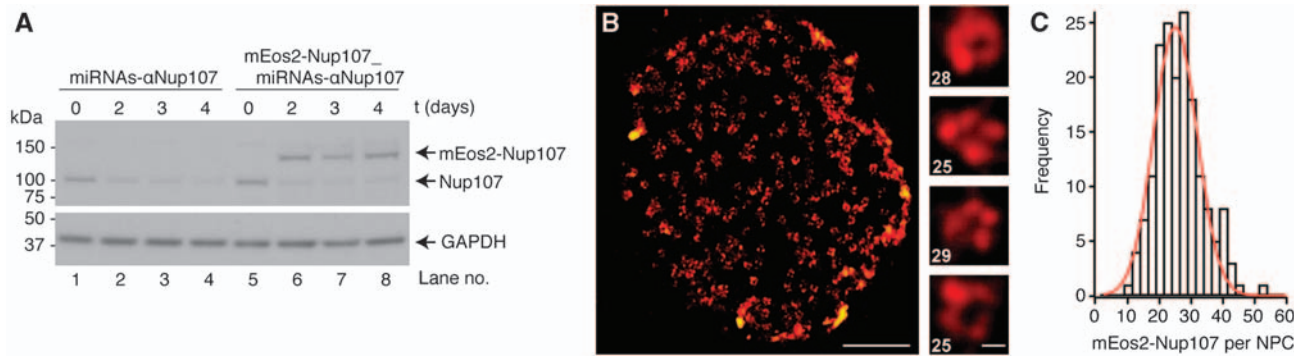 A
miRNAs-αNup107
mEos2-Nup107_
miRNAs-αNup107
0 2 3 4 0 2 3 4 t (days)
kDa
150
100
75
50
37
mEos2-Nup107
Nup107
GAPDH
1 2 3 4 5 6 7 8 Lane no.
B
28
25
29
25
C
Frequency
25
20
15
10
5
0
0 10 20 30 40 50 60
mEos2-Nup107 per NPC